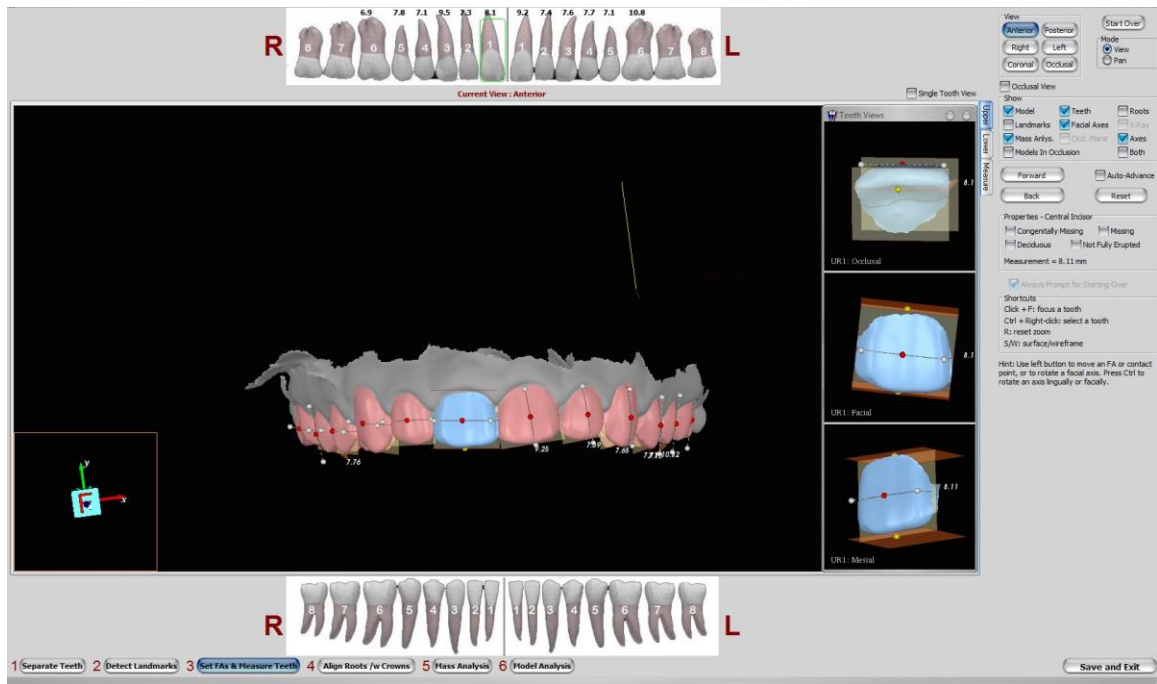 6.9 7.8 7.1 9.5 7.3 8.1 9.2 7.4 7.6 7.7 7.1 10.8
R 8 7 6 5 4 3 2 1 1 2 3 4 5 6 7 8 L
Current View : Anterior
Single Tooth View
View
Anterior Posterior
Right Left
Coronal Occlusal
Start Over
Mode
View
Pan
Occlusal View
Show
Model Teeth Roots
Landmarks Facial Axes X-Ray
Mass Anlys. Occl. Plane Axes
Models In Occlusion Both
Forward Auto-Advance
Back Reset
Properties - Central Incisor
Congenitally Missing Missing
Deciduous Not Fully Erupted
Measurement = 8.11 mm
Always Prompt for Starting Over
Shortcuts
Click + F: focus a tooth
Ctrl + Right-click: select a tooth
R: reset zoom
S/W: surface/wireframe
Hint: Use left button to move an FA or contact
point, or to rotate a facial axis. Press Ctrl to
rotate an axis lingually or facially.
Upper
Lower
Measure
Tooth Views
8.1
UR1: Occlusal
8.1
UR1: Facial
8.11
UR1: Mesial
7.76 9.25 7.39 7.66
y
F x
R 8 7 6 5 4 3 2 1 1 2 3 4 5 6 7 8 L
1 Separate Teeth 2 Detect Landmarks 3 Set FAs & Measure Teeth 4 Align Roots /w Crowns 5 Mass Analysis 6 Model Analysis
Save and Exit